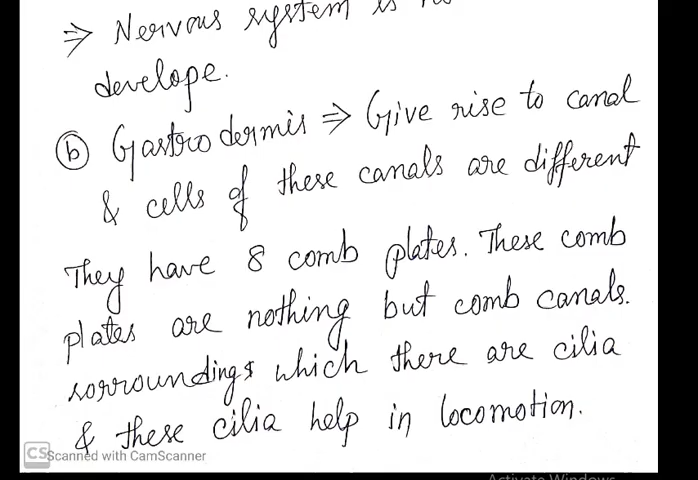 ⇒ Nervous system is
develope.
(b) Gastrodermis ⇒ Give rise to canal
& cells of these canals are different
They have 8 comb plates. These comb
plates are nothing but comb canals.
sorroundings which there are cilia
& these cilia help in locomotion.
CS Scanned with CamScanner
Activate Windows